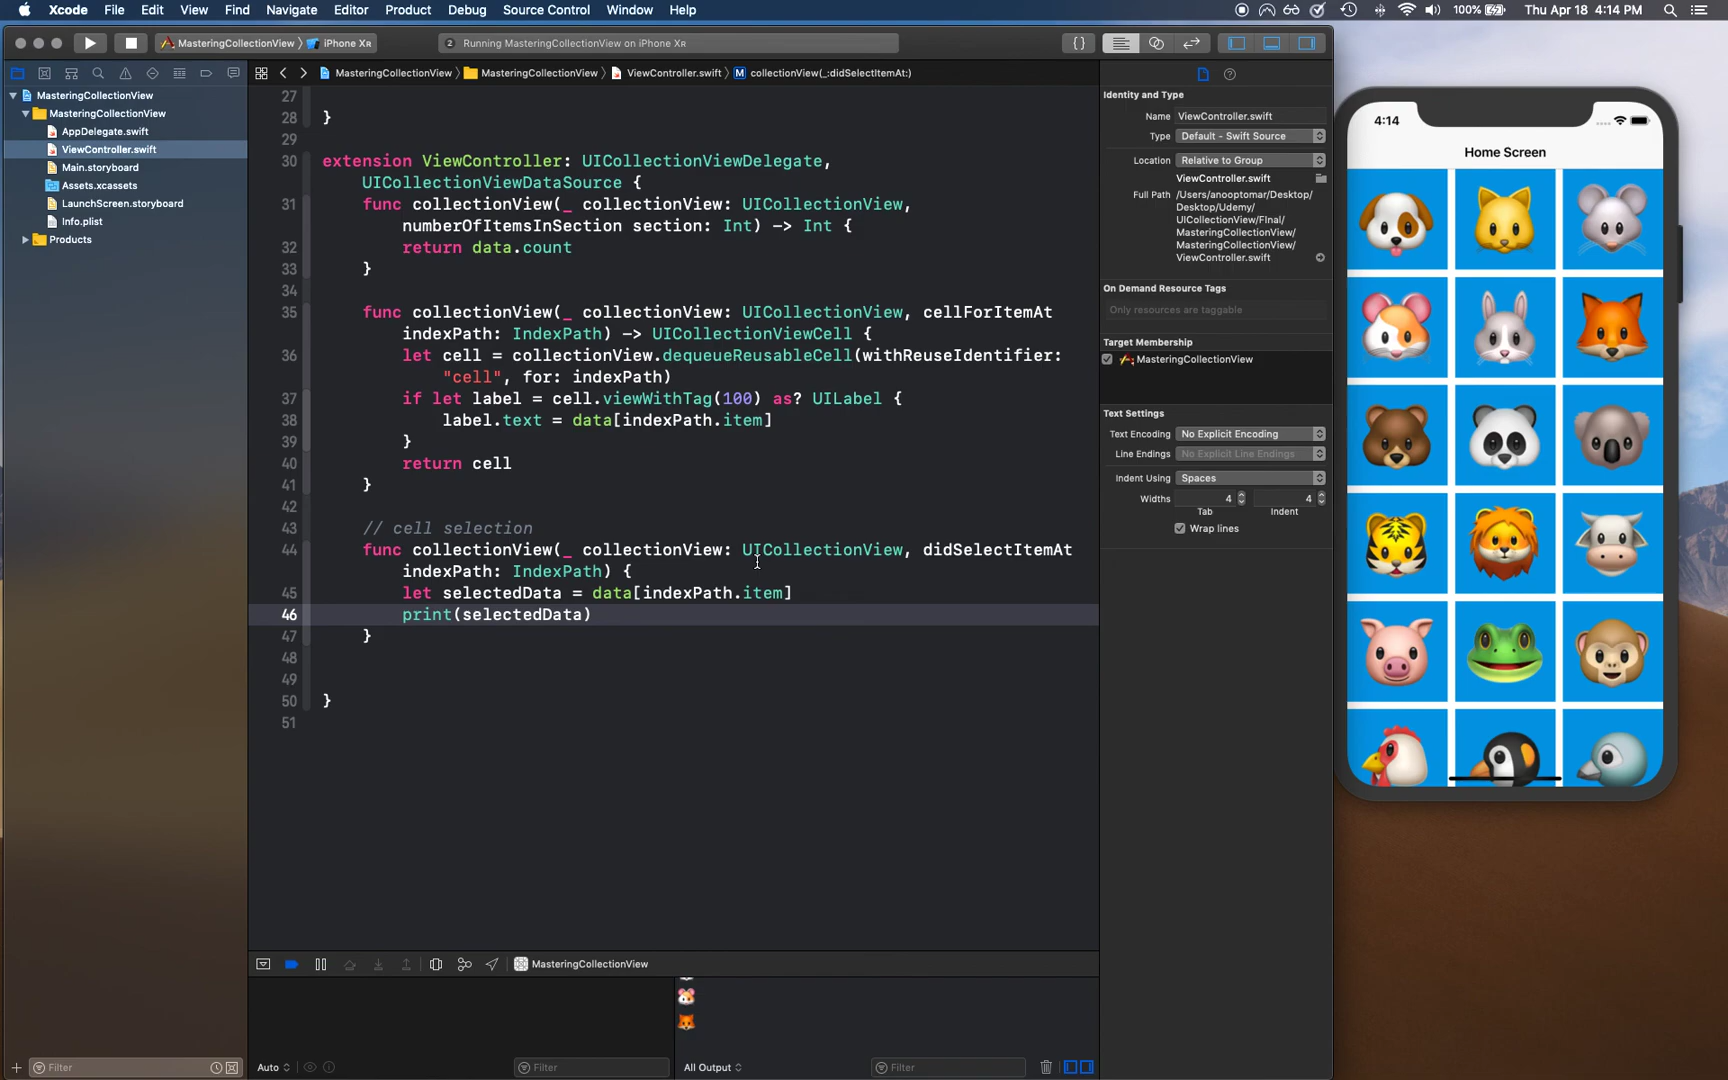 Xcode File Edit View Find Navigate Editor Product Debug Source Control Window Help 100% Thu Apr 18 4:14 PM
MasteringCollectionView iPhone Xʀ 2 Running MasteringCollectionView on iPhone Xʀ {}
MasteringCollectionView MasteringCollectionView ViewController.swift M collectionView(_:didSelectItemAt:)
MasteringCollectionView
MasteringCollectionView
AppDelegate.swift
ViewController.swift
Main.storyboard
Assets.xcassets
LaunchScreen.storyboard
Info.plist
Products
Filter
27
28 }
29
30 extension ViewController: UICollectionViewDelegate,
UICollectionViewDataSource {
31 func collectionView(_ collectionView: UICollectionView,
numberOfItemsInSection section: Int) -> Int {
32 return data.count
33 }
34
35 func collectionView(_ collectionView: UICollectionView, cellForItemAt
indexPath: IndexPath) -> UICollectionViewCell {
36 let cell = collectionView.dequeueReusableCell(withReuseIdentifier:
"cell", for: indexPath)
37 if let label = cell.viewWithTag(100) as? UILabel {
38 label.text = data[indexPath.item]
39 }
40 return cell
41 }
42
43 // cell selection
44 func collectionView(_ collectionView: UICollectionView, didSelectItemAt
indexPath: IndexPath) {
45 let selectedData = data[indexPath.item]
46 print(selectedData)
47 }
48
49
50 }
51
MasteringCollectionView
Auto Filter All Output Filter
Identity and Type
Name ViewController.swift
Type Default - Swift Source
Location Relative to Group
ViewController.swift
Full Path /Users/anooptomar/Desktop/
Desktop/Udemy/
UICollectionView/FInal/
MasteringCollectionView/
MasteringCollectionView/
ViewController.swift
On Demand Resource Tags
Only resources are taggable
Target Membership
MasteringCollectionView
Text Settings
Text Encoding No Explicit Encoding
Line Endings No Explicit Line Endings
Indent Using Spaces
Widths 4 4
Tab Indent
Wrap lines
4:14
Home Screen